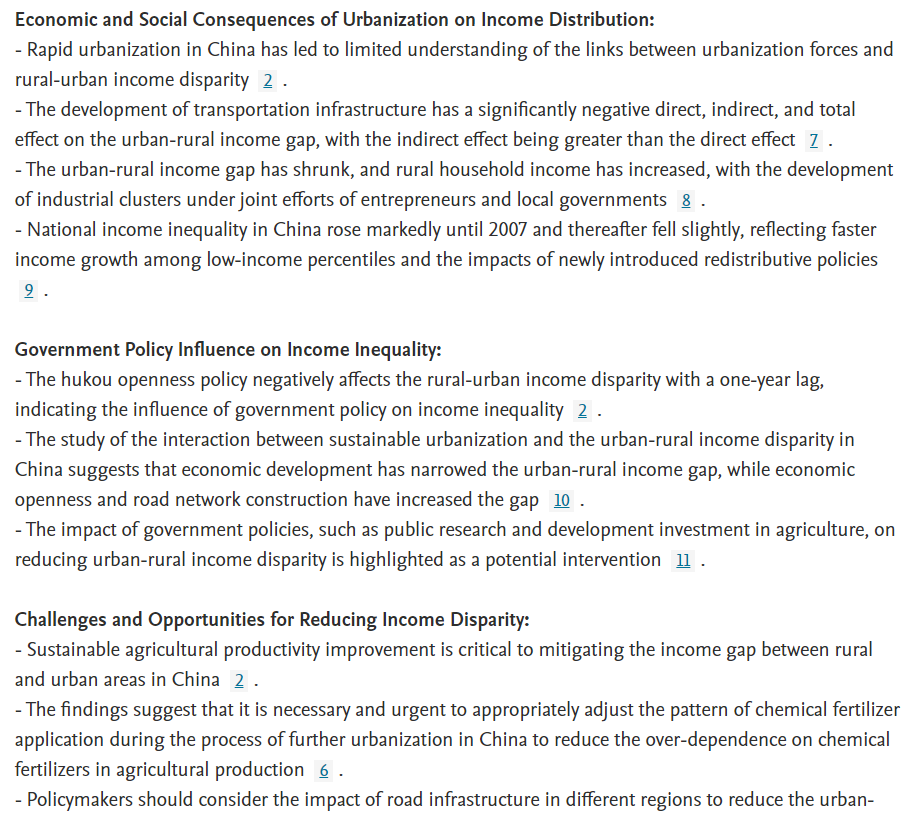 Economic and Social Consequences of Urbanization on Income Distribution:
- Rapid urbanization in China has led to limited understanding of the links between urbanization forces and
rural-urban income disparity 2 .
- The development of transportation infrastructure has a significantly negative direct, indirect, and total
effect on the urban-rural income gap, with the indirect effect being greater than the direct effect 7 .
- The urban-rural income gap has shrunk, and rural household income has increased, with the development
of industrial clusters under joint efforts of entrepreneurs and local governments 8 .
- National income inequality in China rose markedly until 2007 and thereafter fell slightly, reflecting faster
income growth among low-income percentiles and the impacts of newly introduced redistributive policies
9 .
Government Policy Influence on Income Inequality:
- The hukou openness policy negatively affects the rural-urban income disparity with a one-year lag,
indicating the influence of government policy on income inequality 2 .
- The study of the interaction between sustainable urbanization and the urban-rural income disparity in
China suggests that economic development has narrowed the urban-rural income gap, while economic
openness and road network construction have increased the gap 10 .
- The impact of government policies, such as public research and development investment in agriculture, on
reducing urban-rural income disparity is highlighted as a potential intervention 11 .
Challenges and Opportunities for Reducing Income Disparity:
- Sustainable agricultural productivity improvement is critical to mitigating the income gap between rural
and urban areas in China 2 .
- The findings suggest that it is necessary and urgent to appropriately adjust the pattern of chemical fertilizer
application during the process of further urbanization in China to reduce the over-dependence on chemical
fertilizers in agricultural production 6 .
- Policymakers should consider the impact of road infrastructure in different regions to reduce the urban-